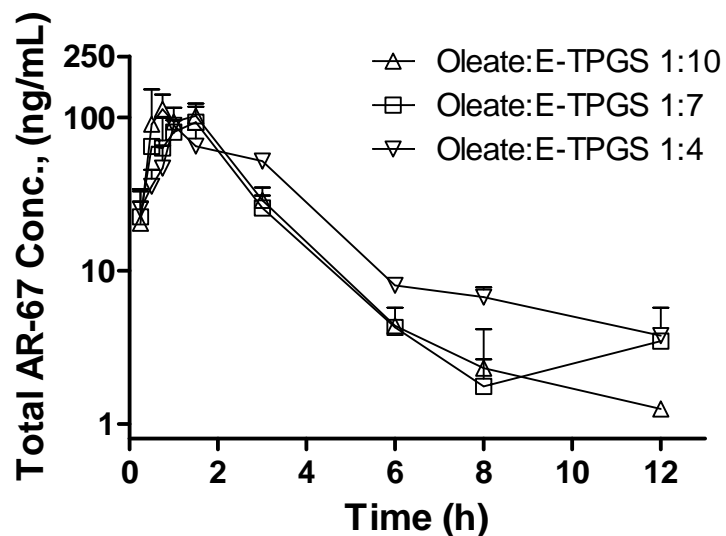 Total AR-67 Conc., (ng/mL)
250
100
10
1
Oleate:E-TPGS 1:10
Oleate:E-TPGS 1:7
Oleate:E-TPGS 1:4
0 2 4 6 8 10 12
Time (h)